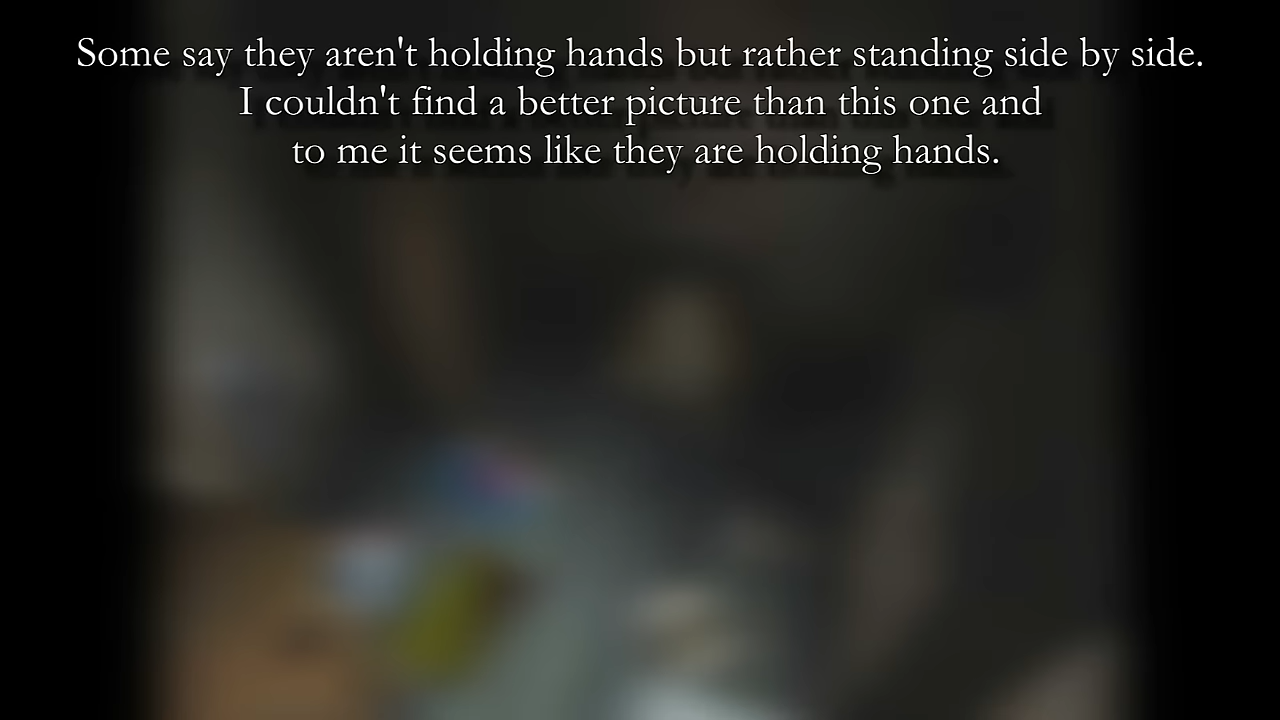 Some say they aren't holding hands but rather standing side by side.
I couldn't find a better picture than this one and
to me it seems like they are holding hands.